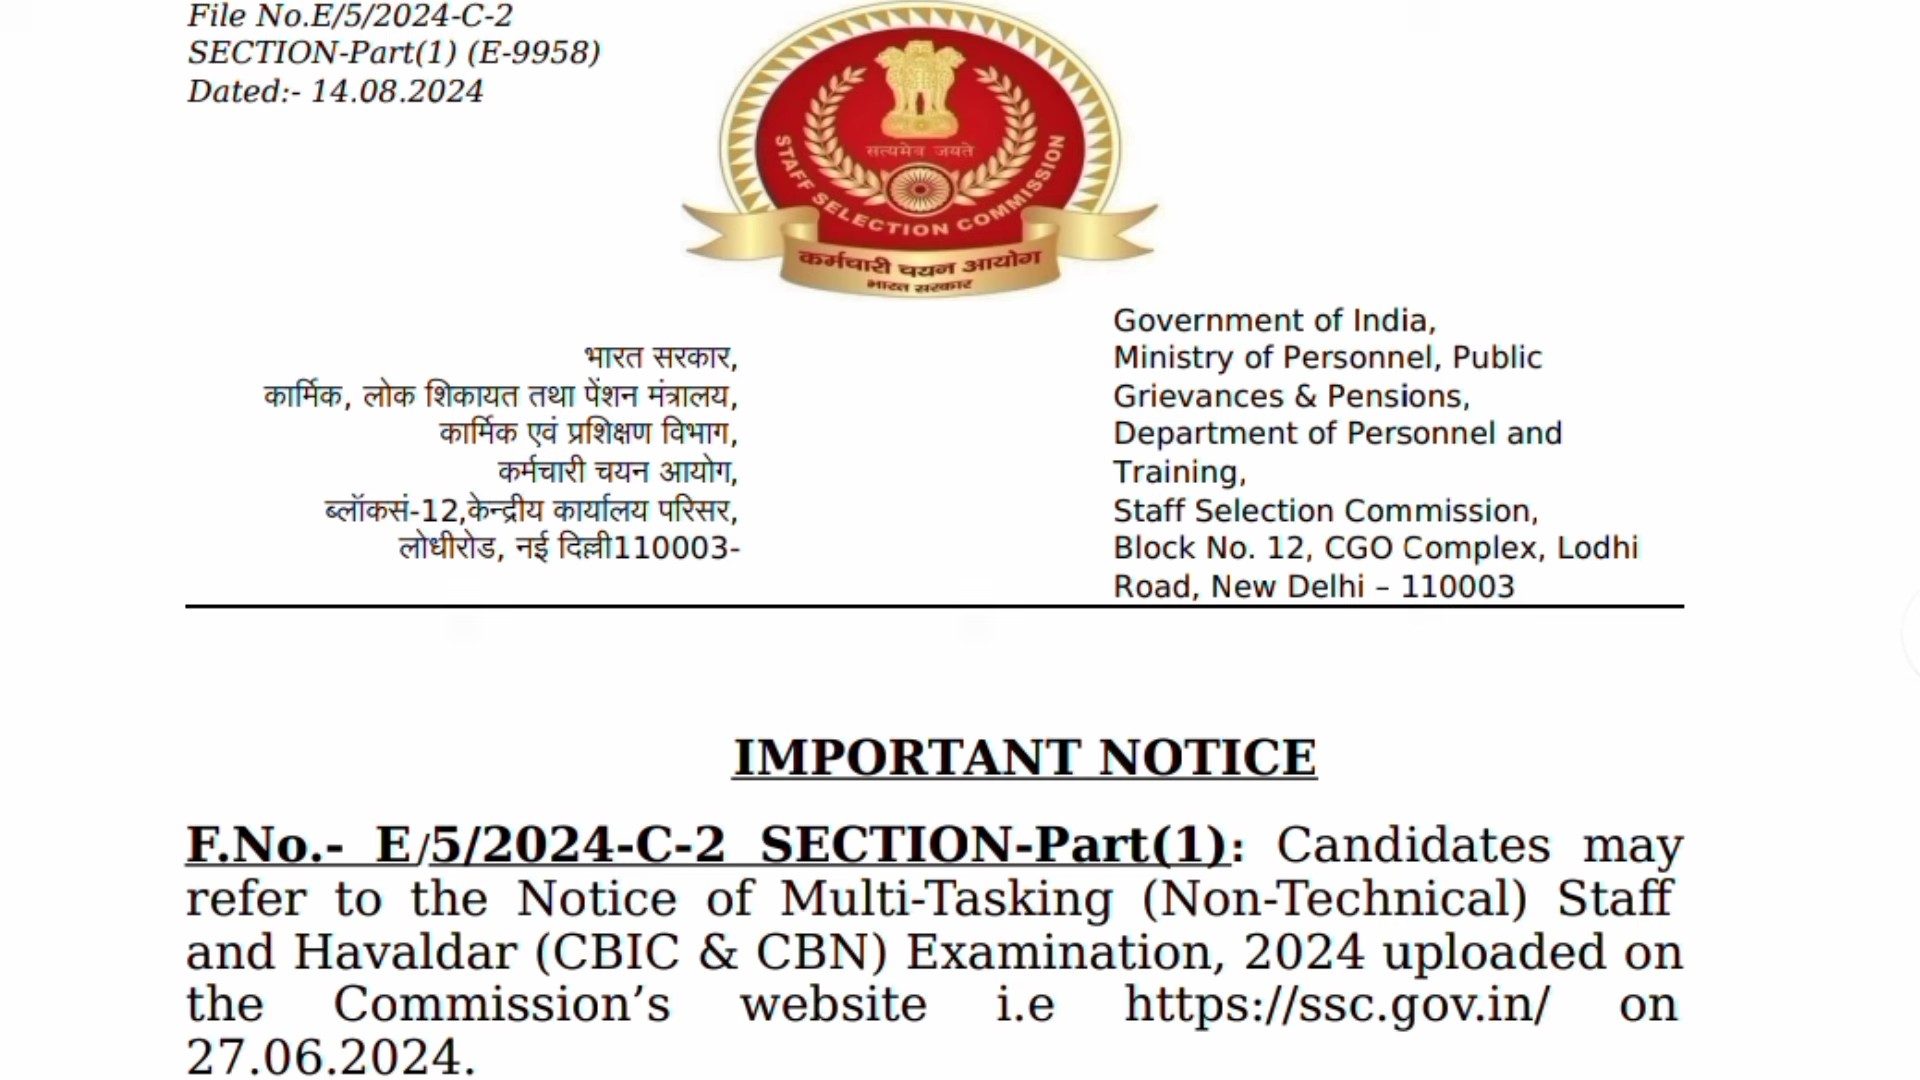 File No.E/5/2024-C-2
SECTION-Part(1) (E-9958)
Dated:- 14.08.2024
सत्यमेव जयते
STAFF SELECTION COMMISSION
कर्मचारी चयन आयोग
भारत सरकार
भारत सरकार,
कार्मिक, लोक शिकायत तथा पेंशन मंत्रालय,
कार्मिक एवं प्रशिक्षण विभाग,
कर्मचारी चयन आयोग,
ब्लॉकसं-12,केन्द्रीय कार्यालय परिसर,
लोधीरोड, नई दिल्ली110003-
Government of India,
Ministry of Personnel, Public
Grievances & Pensions,
Department of Personnel and
Training,
Staff Selection Commission,
Block No. 12, CGO Complex, Lodhi
Road, New Delhi – 110003
IMPORTANT NOTICE
F.No.- E/5/2024-C-2 SECTION-Part(1): Candidates may
refer to the Notice of Multi-Tasking (Non-Technical) Staff
and Havaldar (CBIC & CBN) Examination, 2024 uploaded on
the Commission’s website i.e https://ssc.gov.in/ on
27.06.2024.